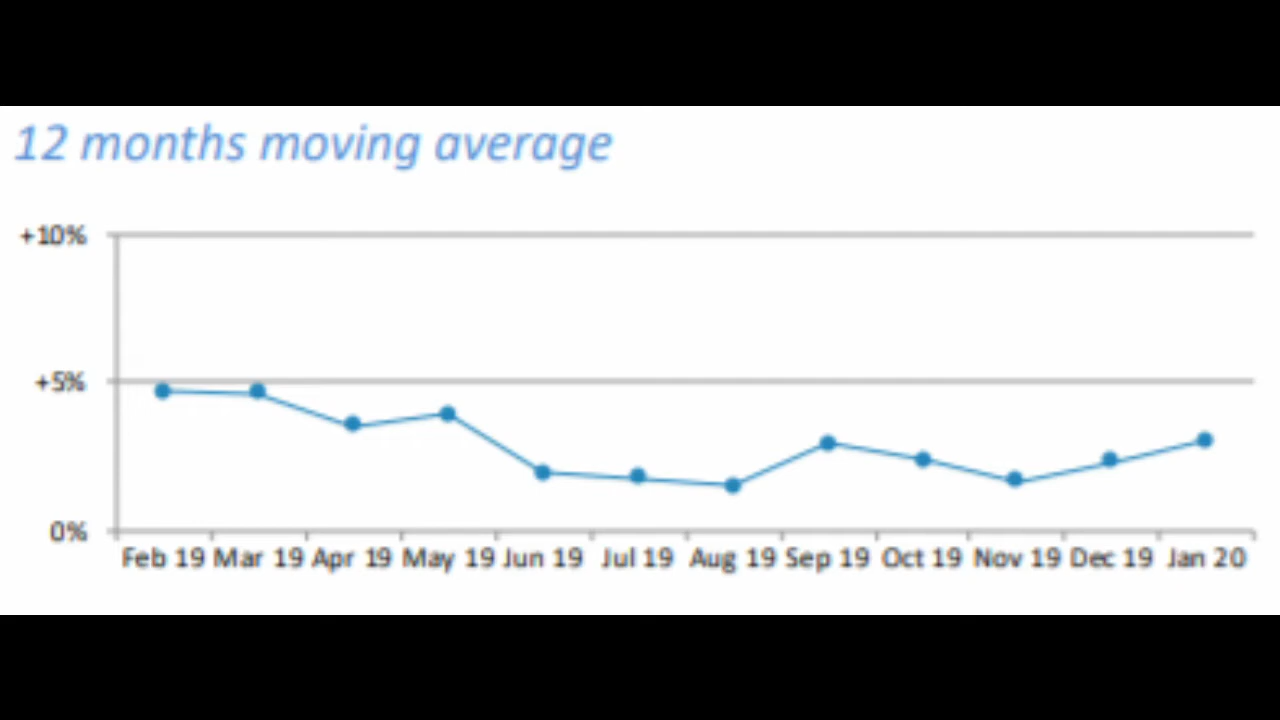 12 months moving average
+10%
+5%
0%
Feb 19 Mar 19 Apr 19 May 19 Jun 19 Jul 19 Aug 19 Sep 19 Oct 19 Nov 19 Dec 19 Jan 20